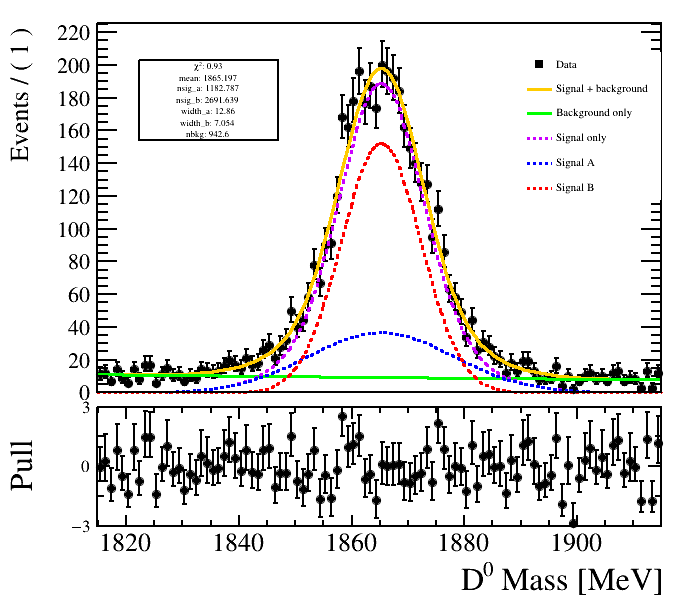 220
200
180
160
140
120
100
80
60
40
20
0
Events / ( 1 )
χ²: 0.93
mean: 1865.197
nsig_a: 1182.787
nsig_b: 2691.639
width_a: 12.86
width_b: 7.054
nbkg: 942.6
Data
Signal + background
Background only
Signal only
Signal A
Signal B
3
0
−3
Pull
1820 1840 1860 1880 1900
D⁰ Mass [MeV]